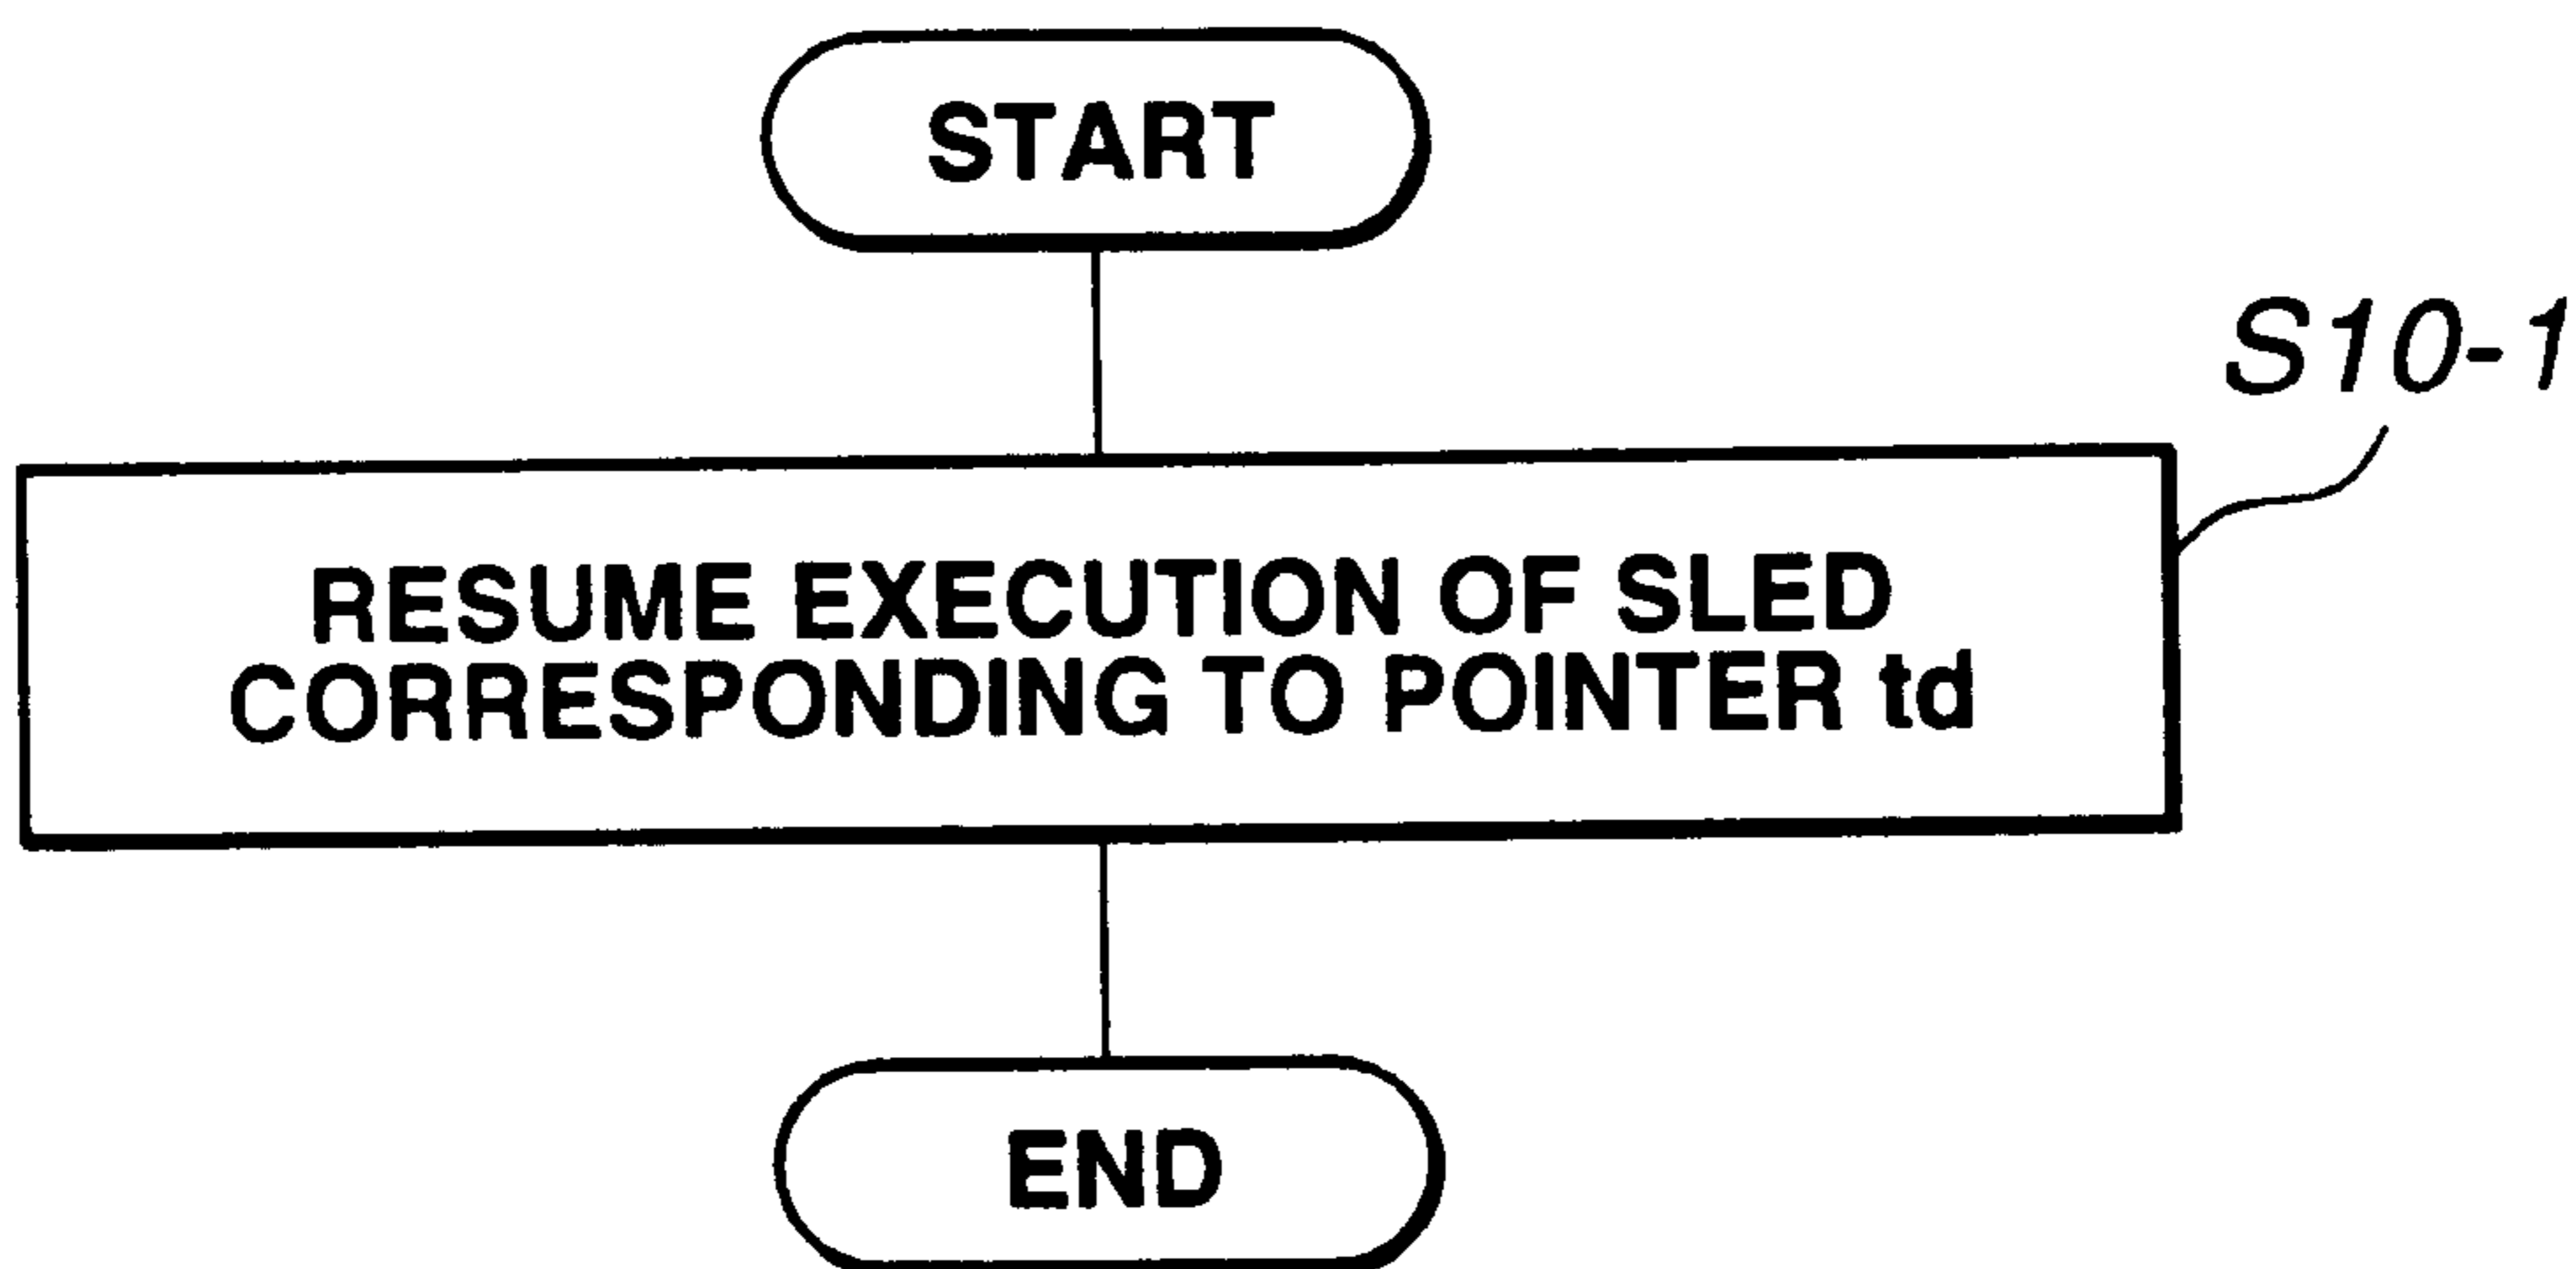 START
S10-1
RESUME EXECUTION OF SLED
CORRESPONDING TO POINTER td
END